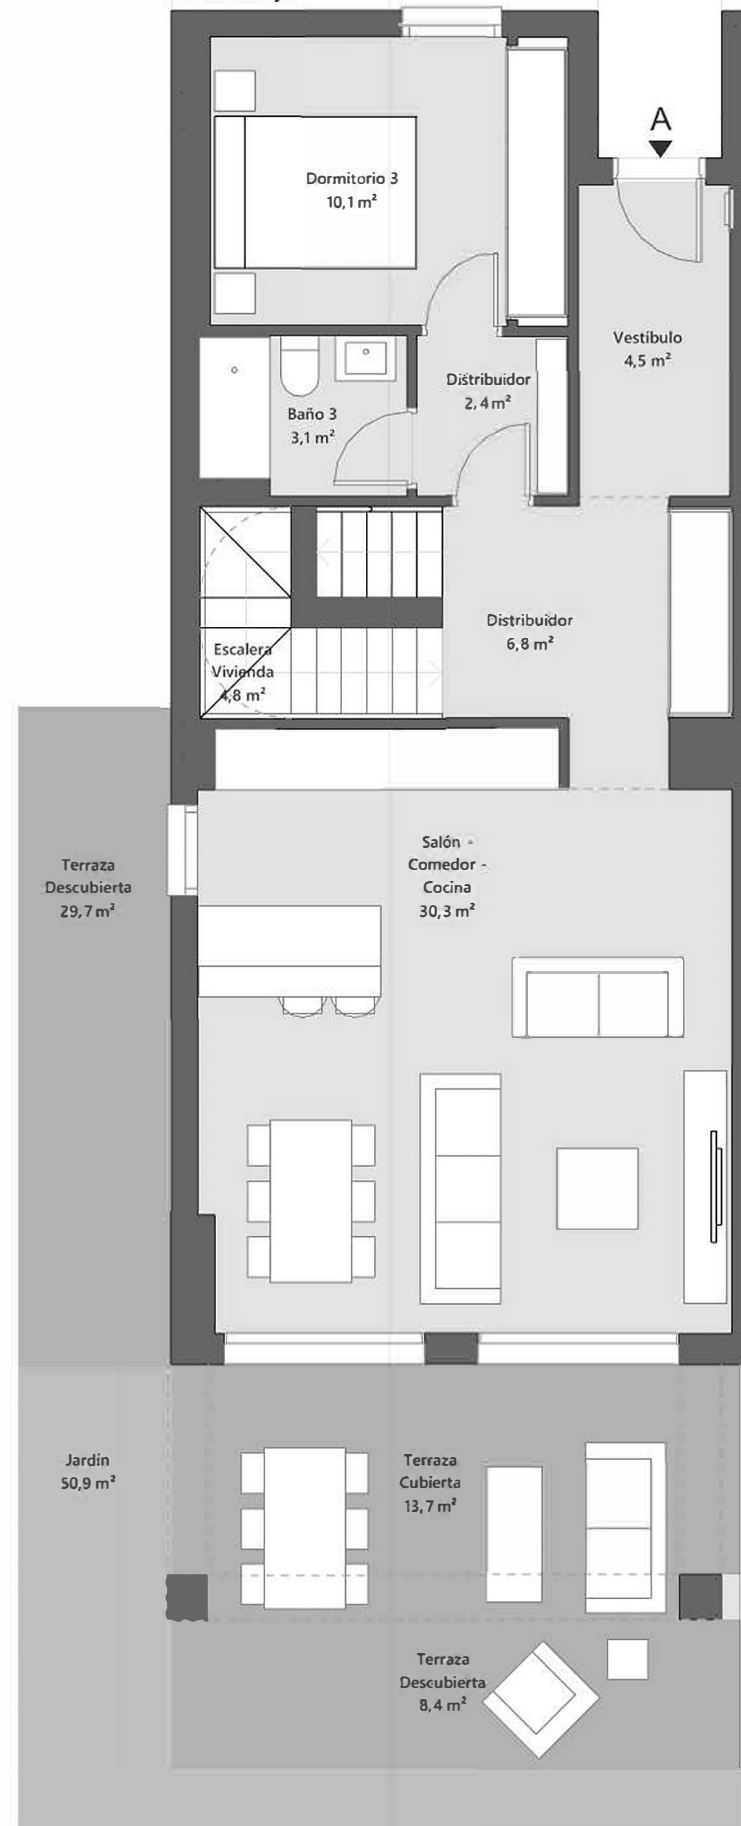 A
Dormitorio 3
10,1 m²
Vestíbulo
4,5 m²
Distribuidor
2,4 m²
Baño 3
3,1 m²
Distribuidor
6,8 m²
Escalera
Vivienda
4,8 m²
Salón -
Comedor -
Cocina
30,3 m²
Terraza
Descubierta
29,7 m²
Jardín
50,9 m²
Terraza
Cubierta
13,7 m²
Terraza
Descubierta
8,4 m²